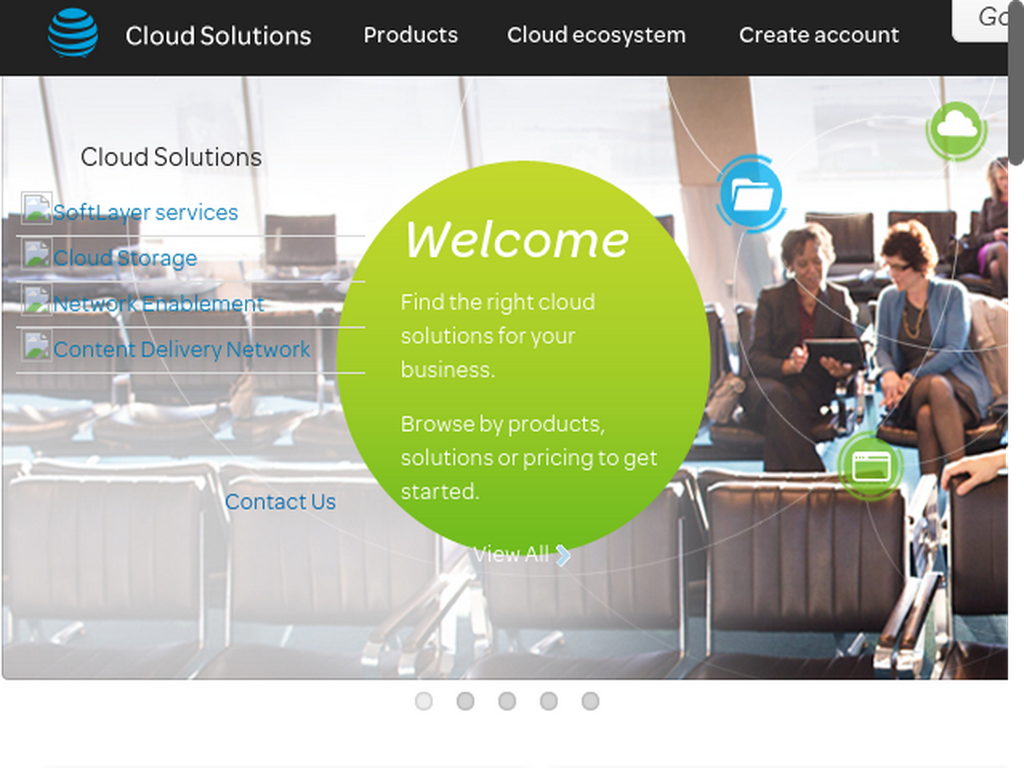 Cloud Solutions
Products
Cloud ecosystem
Create account
Cloud Solutions
SoftLayer services
Cloud Storage
Network Enablement
Content Delivery Network
Contact Us
Welcome
Find the right cloud
solutions for your
business.
Browse by products,
solutions or pricing to get
started.
View All